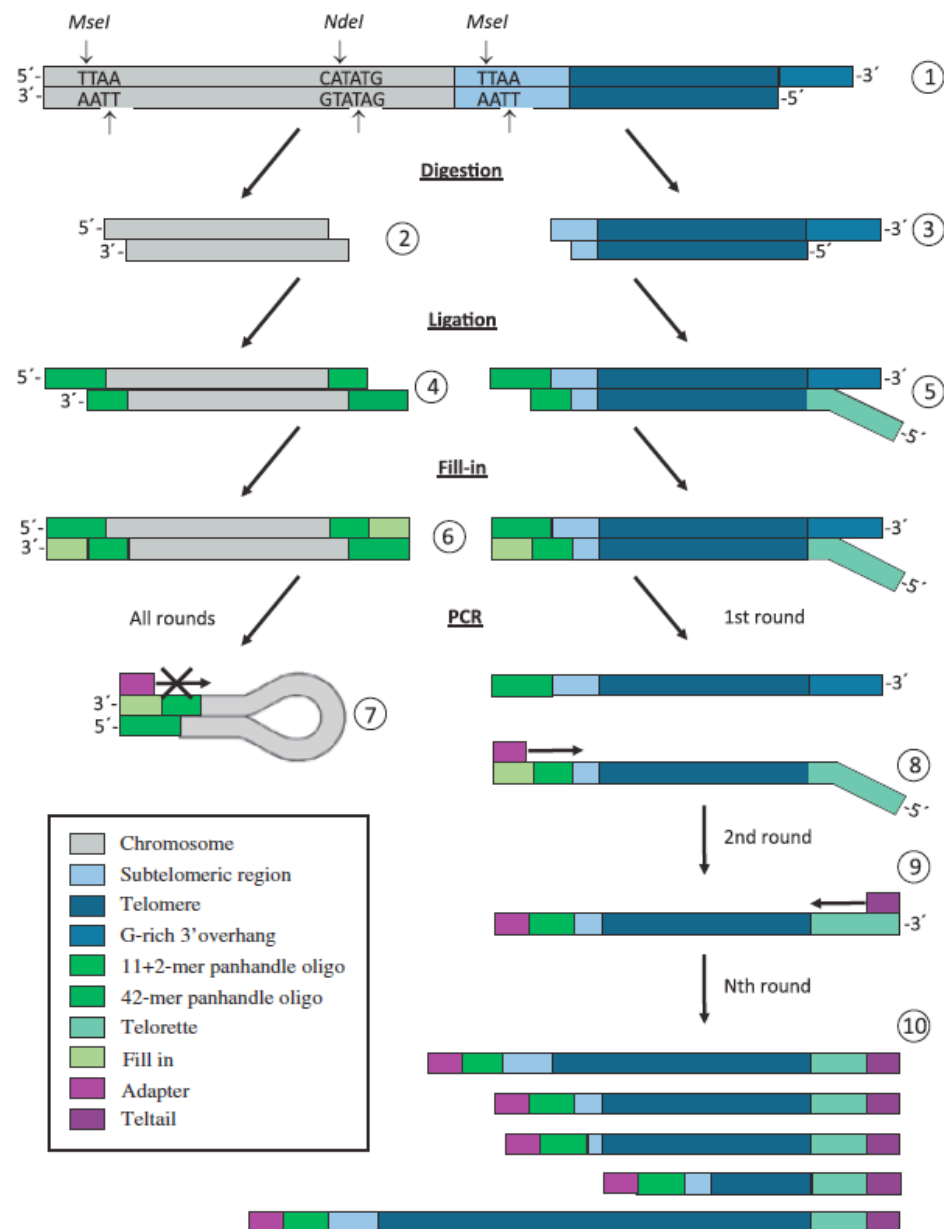 MseI NdeI MseI
5´- TTAA CATATG TTAA -3´ 1
3´- AATT GTATAG AATT -5´
Digestion
5´- 2 -3´ 3
3´- -5´
Ligation
5´- 4 -3´ 5
3´- -5´
Fill-in
5´- 6 -3´
3´- -5´
All rounds PCR 1st round
-3´
3´- 7
5´-
8
-5´
2nd round
9
-3´
Nth round
10
Chromosome
Subtelomeric region
Telomere
G-rich 3’overhang
11+2-mer panhandle oligo
42-mer panhandle oligo
Telorette
Fill in
Adapter
Teltail